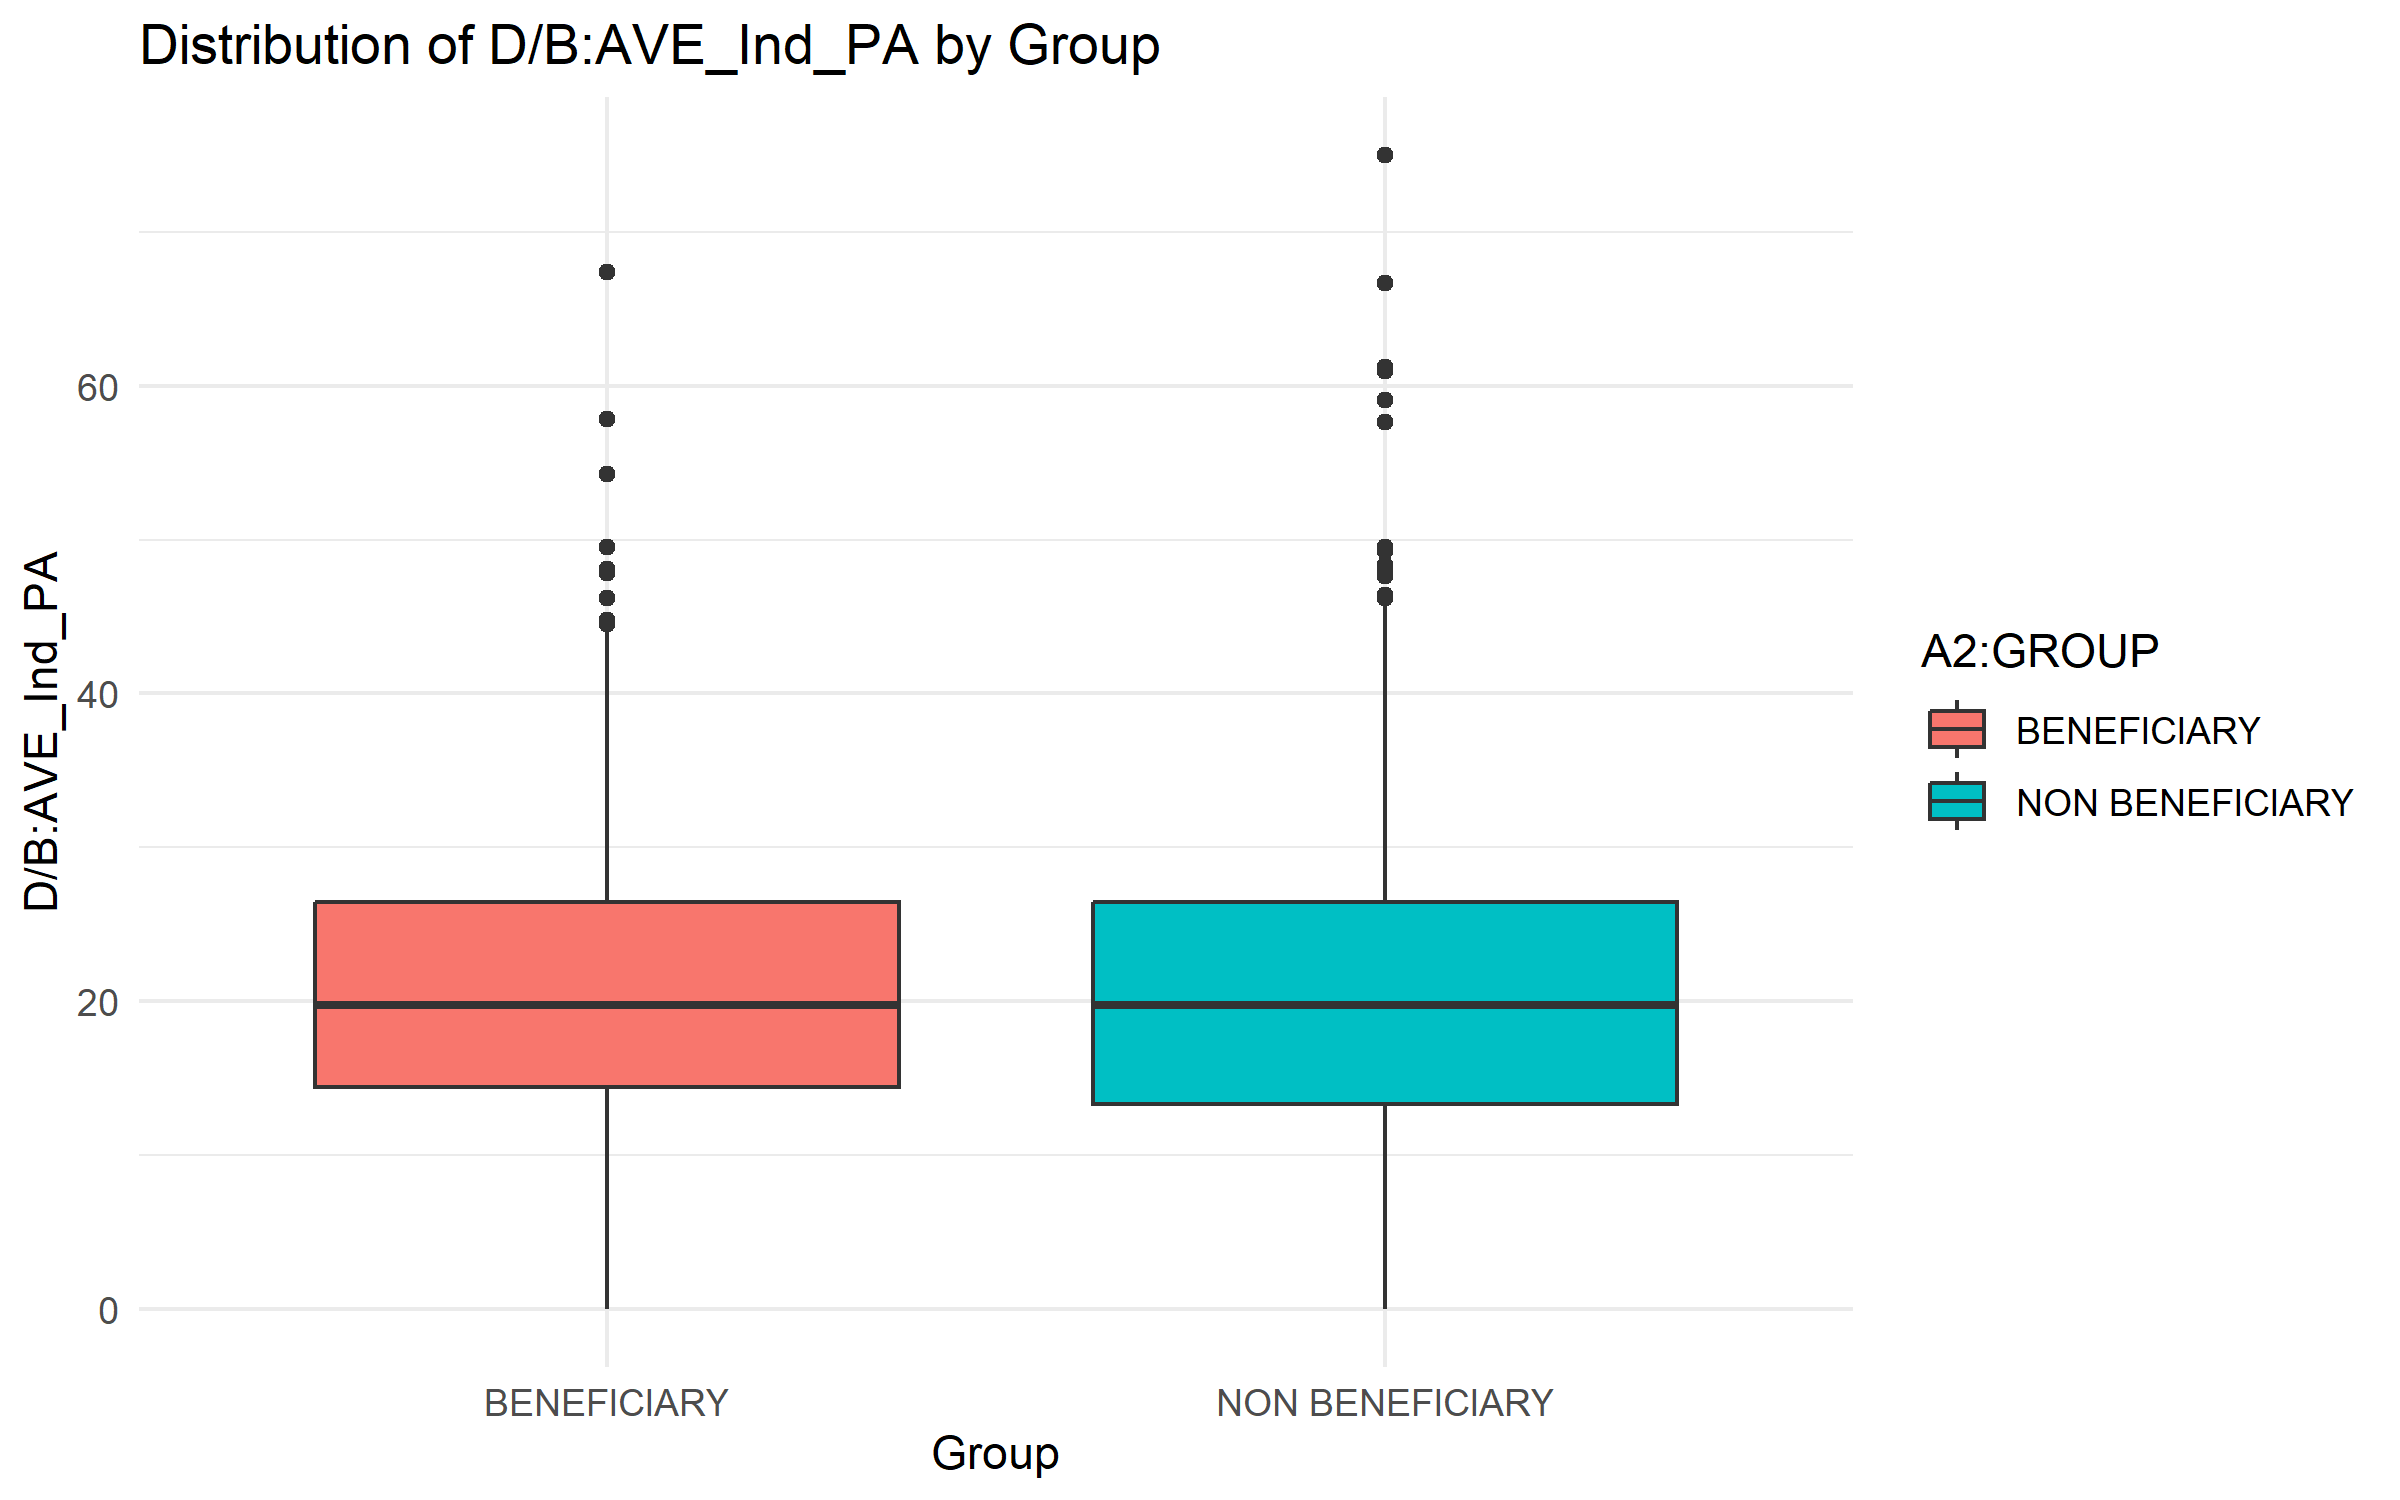 Distribution of D/B:AVE_Ind_PA by Group
D/B:AVE_Ind_PA
60
40
20
0
BENEFICIARY
NON BENEFICIARY
Group
A2:GROUP
BENEFICIARY
NON BENEFICIARY